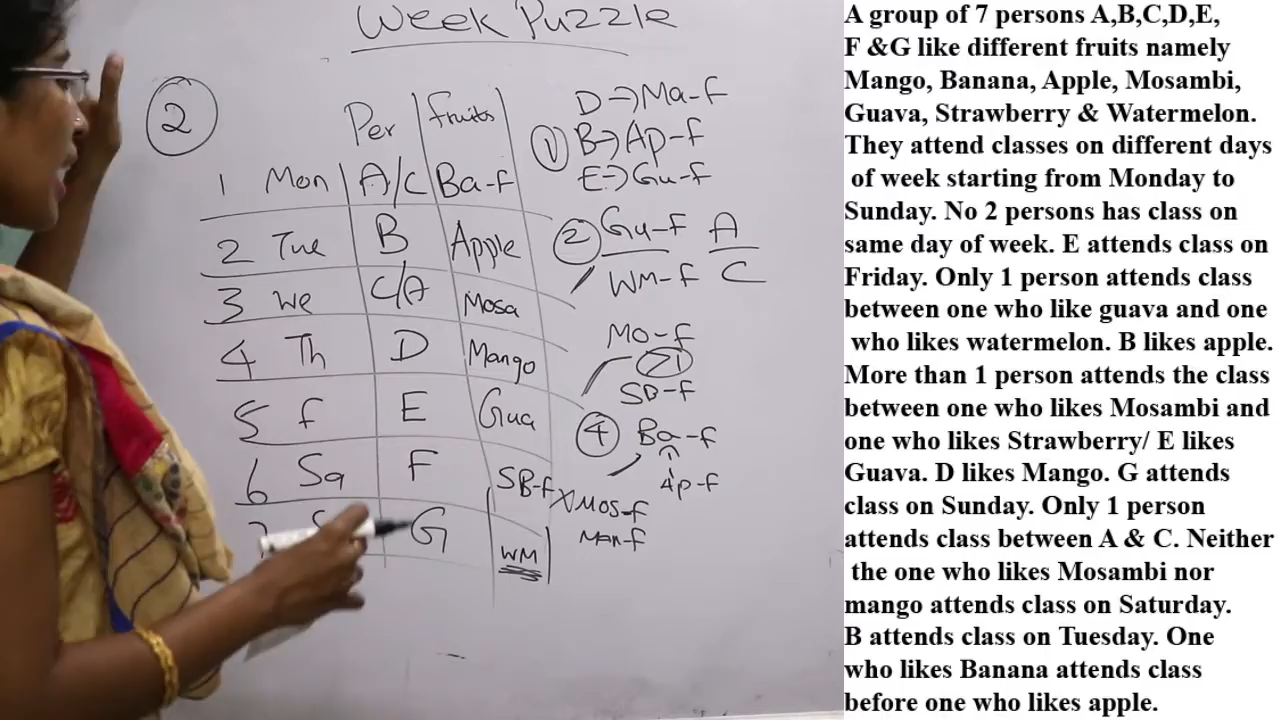 Week Puzzle
2
Per fruits
1 Mon A/C Ba-f
2 Tue B Apple
3 We C/A Mosa
4 Th D Mango
5 f E Gua
6 Sa F SB-f
7 S G WM
D→Ma-f
1 B→Ap-f
E→Gu-f
2 Gu-f A
WM-f C
Mo-f
>1
SB-f
4 Ba-f
Ap-f
X Mos-f
Man-f
A group of 7 persons A,B,C,D,E,
F &G like different fruits namely
Mango, Banana, Apple, Mosambi,
Guava, Strawberry & Watermelon.
They attend classes on different days
of week starting from Monday to
Sunday. No 2 persons has class on
same day of week. E attends class on
Friday. Only 1 person attends class
between one who like guava and one
who likes watermelon. B likes apple.
More than 1 person attends the class
between one who likes Mosambi and
one who likes Strawberry/ E likes
Guava. D likes Mango. G attends
class on Sunday. Only 1 person
attends class between A & C. Neither
the one who likes Mosambi nor
mango attends class on Saturday.
B attends class on Tuesday. One
who likes Banana attends class
before one who likes apple.